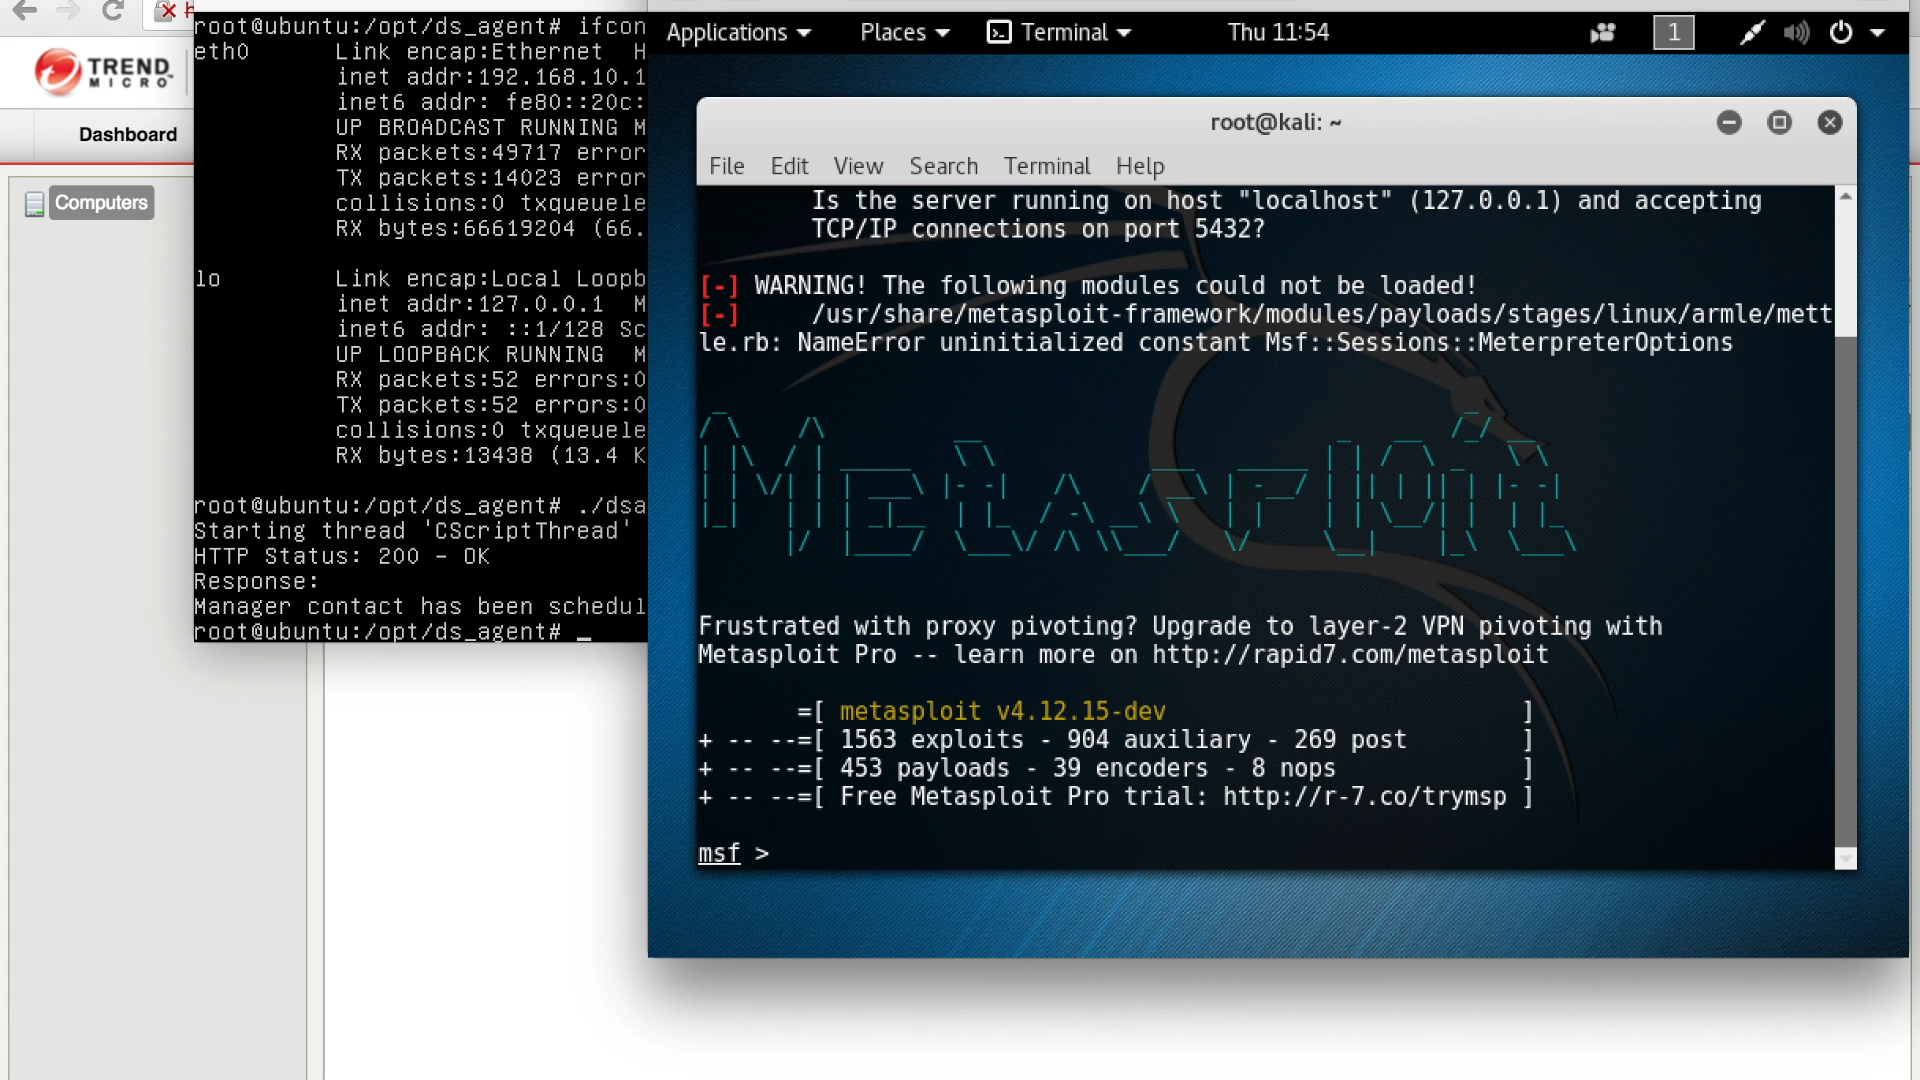 TREND
MICRO
Dashboard
Computers
root@ubuntu:/opt/ds_agent# ifcon
eth0 Link encap:Ethernet H
inet addr:192.168.10.1
inet6 addr: fe80::20c:
UP BROADCAST RUNNING M
RX packets:49717 error
TX packets:14023 error
collisions:0 txqueuele
RX bytes:66619204 (66.
lo Link encap:Local Loopb
inet addr:127.0.0.1 M
inet6 addr: ::1/128 Sc
UP LOOPBACK RUNNING M
RX packets:52 errors:0
TX packets:52 errors:0
collisions:0 txqueuele
RX bytes:13438 (13.4 K
root@ubuntu:/opt/ds_agent# ./dsa
Starting thread 'CScriptThread'
HTTP Status: 200 - OK
Response:
Manager contact has been schedul
root@ubuntu:/opt/ds_agent# _
Applications Places Terminal Thu 11:54 1
root@kali: ~
File Edit View Search Terminal Help
Is the server running on host "localhost" (127.0.0.1) and accepting
TCP/IP connections on port 5432?
[-] WARNING! The following modules could not be loaded!
[-] /usr/share/metasploit-framework/modules/payloads/stages/linux/armle/mett
le.rb: NameError uninitialized constant Msf::Sessions::MeterpreterOptions
METASPLOIT
Frustrated with proxy pivoting? Upgrade to layer-2 VPN pivoting with
Metasploit Pro -- learn more on http://rapid7.com/metasploit
=[ metasploit v4.12.15-dev ]
+ -- --=[ 1563 exploits - 904 auxiliary - 269 post ]
+ -- --=[ 453 payloads - 39 encoders - 8 nops ]
+ -- --=[ Free Metasploit Pro trial: http://r-7.co/trymsp ]
msf >